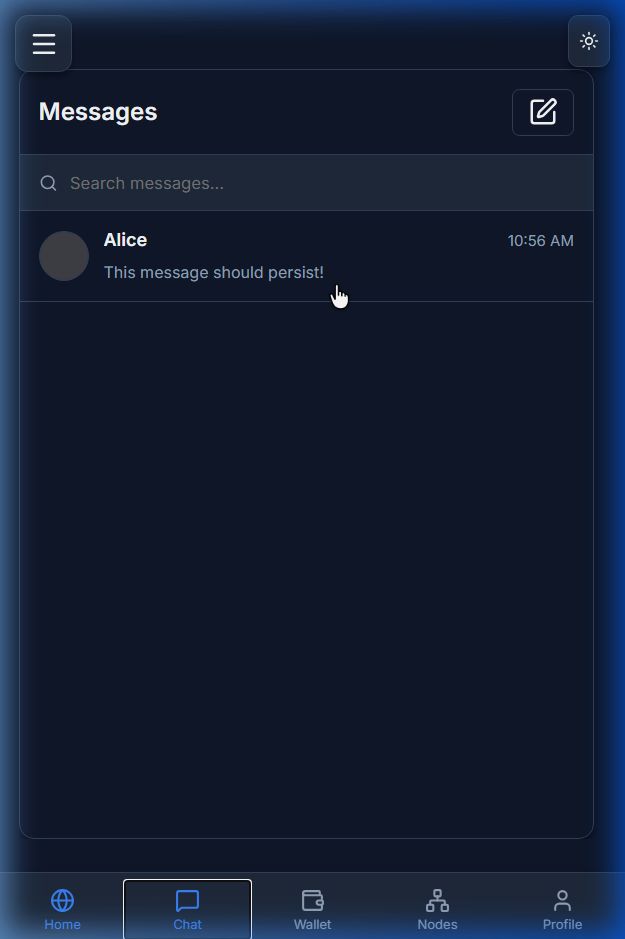 Messages
Search messages...
Alice
10:56 AM
This message should persist!
Home
Chat
Wallet
Nodes
Profile